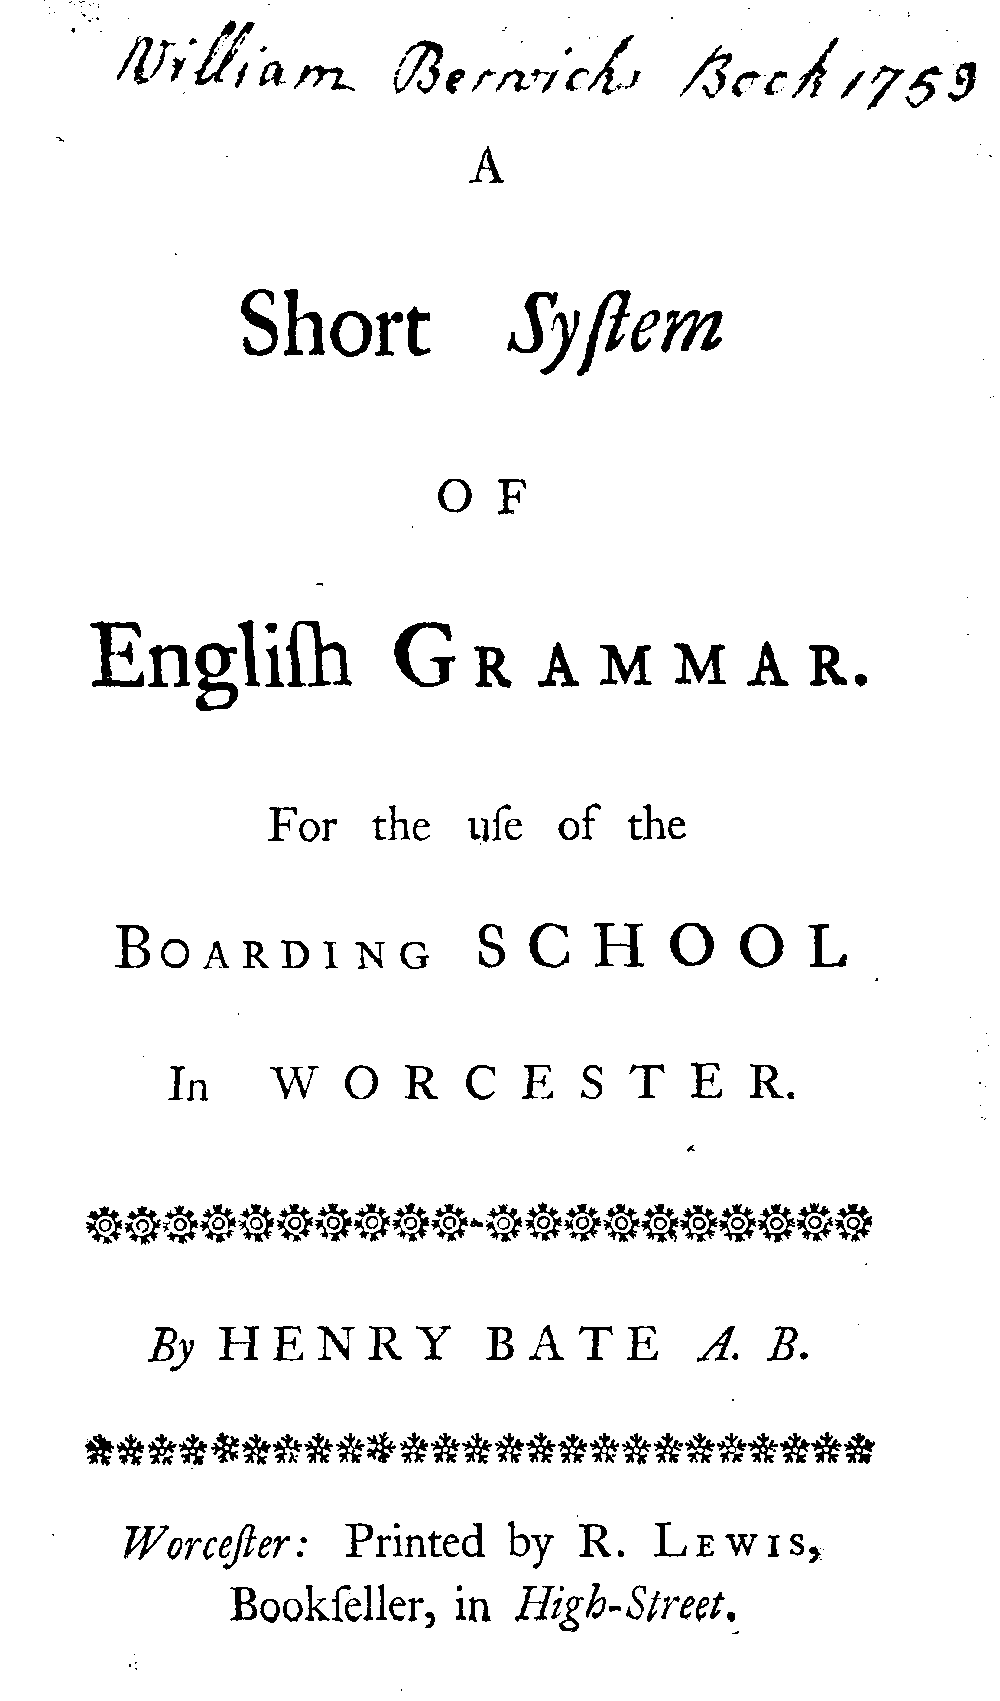 William Berwicks Book 1759
A
Short Syſtem
OF
Engliſh GRAMMAR.
For the uſe of the
BOARDING SCHOOL
In WORCESTER.
By HENRY BATE A. B.
Worceſter: Printed by R. LEWIS,
Bookſeller, in High-Street.